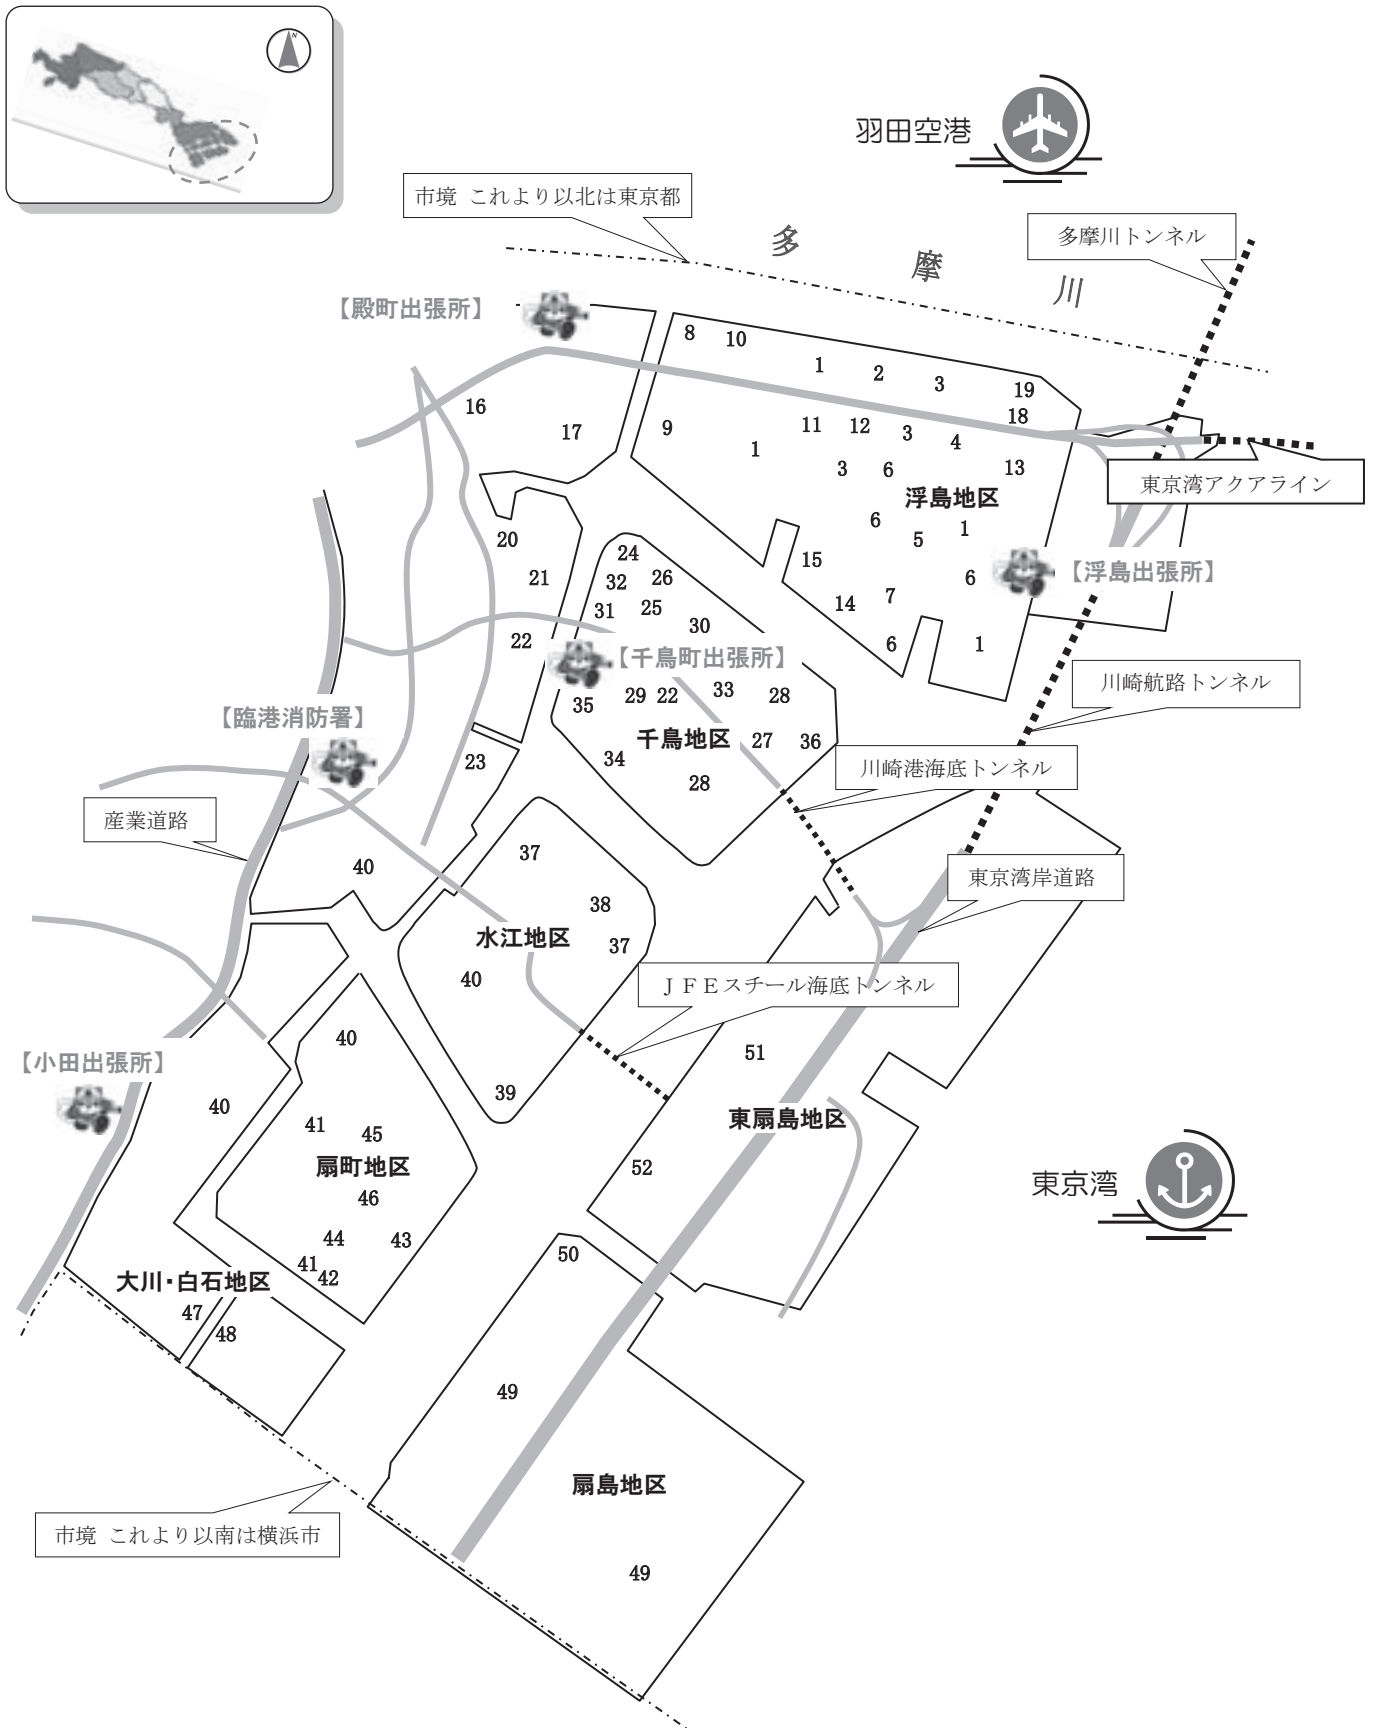 N
羽田空港
市境 これより以北は東京都
多摩川トンネル
多 摩 川
【殿町出張所】
8 10
1 2 3 19
18
16
17
9
11 12 3 4
1
3 6 13
浮島地区
東京湾アクアライン
6 5 1
20
15
24
21
32 26
6
【浮島出張所】
31 25
14 7
30
22
6 1
【千鳥町出張所】
35 29 22 33 28
川崎航路トンネル
【臨港消防署】
千鳥地区 27 36
34
23
28
川崎港海底トンネル
産業道路
37
40
東京湾岸道路
38
水江地区 37
40
JFEスチール海底トンネル
40
51
【小田出張所】
39
40
41 45
東扇島地区
扇町地区
52
46
東京湾
44 43
50
41 42
大川・白石地区
47
48
49
扇島地区
市境 これより以南は横浜市
49